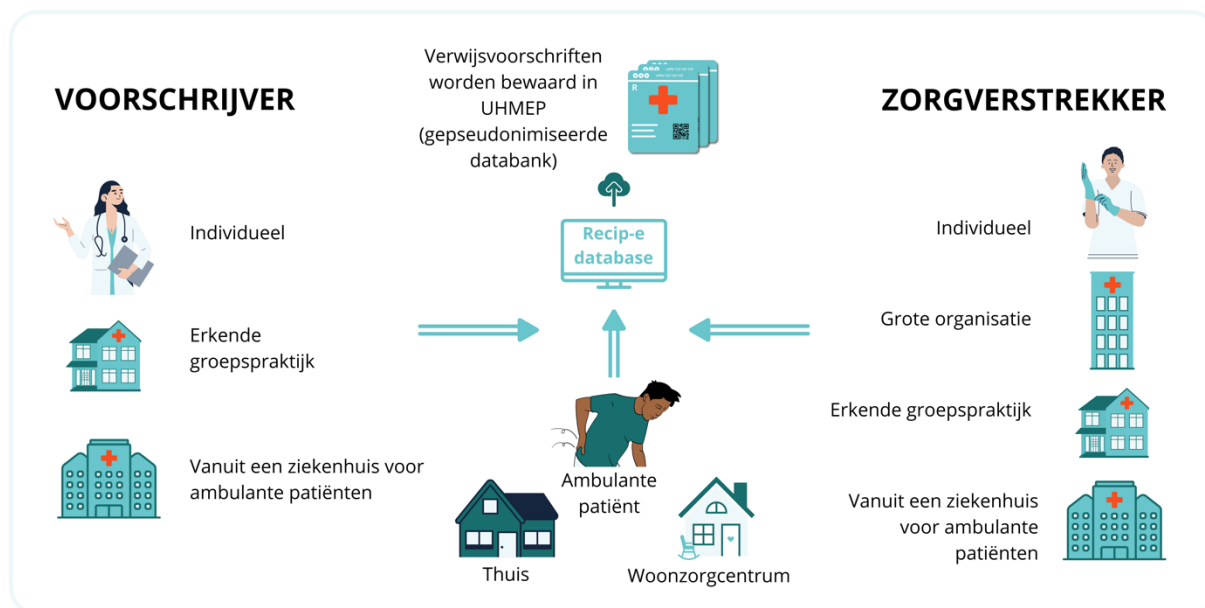 VOORSCHRIJVER
Individueel
Erkende
groepspraktijk
Vanuit een ziekenhuis voor
ambulante patiënten
Verwijsvoorschriften
worden bewaard in
UHMEP
(gepseudonimiseerde
databank)
R
Recip-e
database
Ambulante
patiënt
Thuis
Woonzorgcentrum
ZORGVERSTREKKER
Individueel
Grote organisatie
Erkende groepspraktijk
Vanuit een ziekenhuis
voor ambulante
patiënten